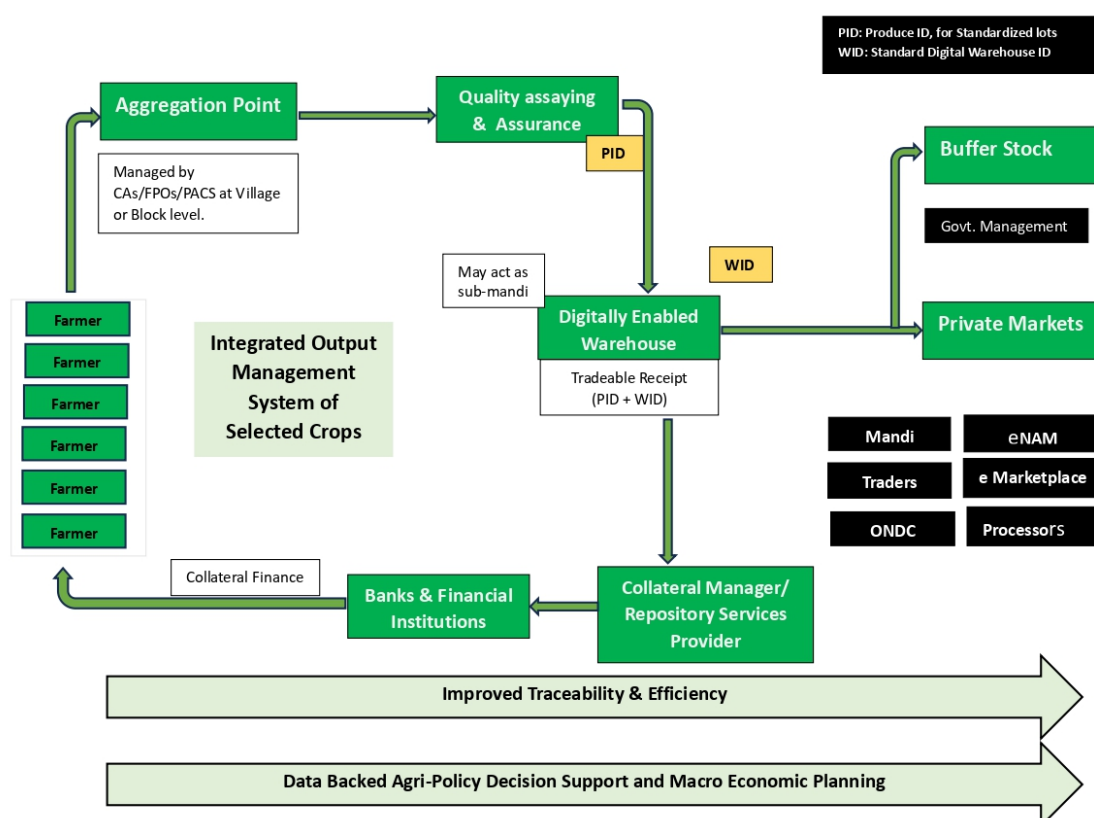 PID: Produce ID, for Standardized lots
WID: Standard Digital Warehouse ID
Aggregation Point
Quality assaying
& Assurance
PID
Buffer Stock
Managed by
CAs/FPOs/PACS at Village
or Block level.
Govt. Management
May act as
sub-mandi
WID
Farmer
Farmer
Farmer
Farmer
Farmer
Farmer
Integrated Output
Management
System of
Selected Crops
Digitally Enabled
Warehouse
Private Markets
Tradeable Receipt
(PID + WID)
Mandi
eNAM
Traders
e Marketplace
ONDC
Processors
Collateral Finance
Banks & Financial
Institutions
Collateral Manager/
Repository Services
Provider
Improved Traceability & Efficiency
Data Backed Agri-Policy Decision Support and Macro Economic Planning